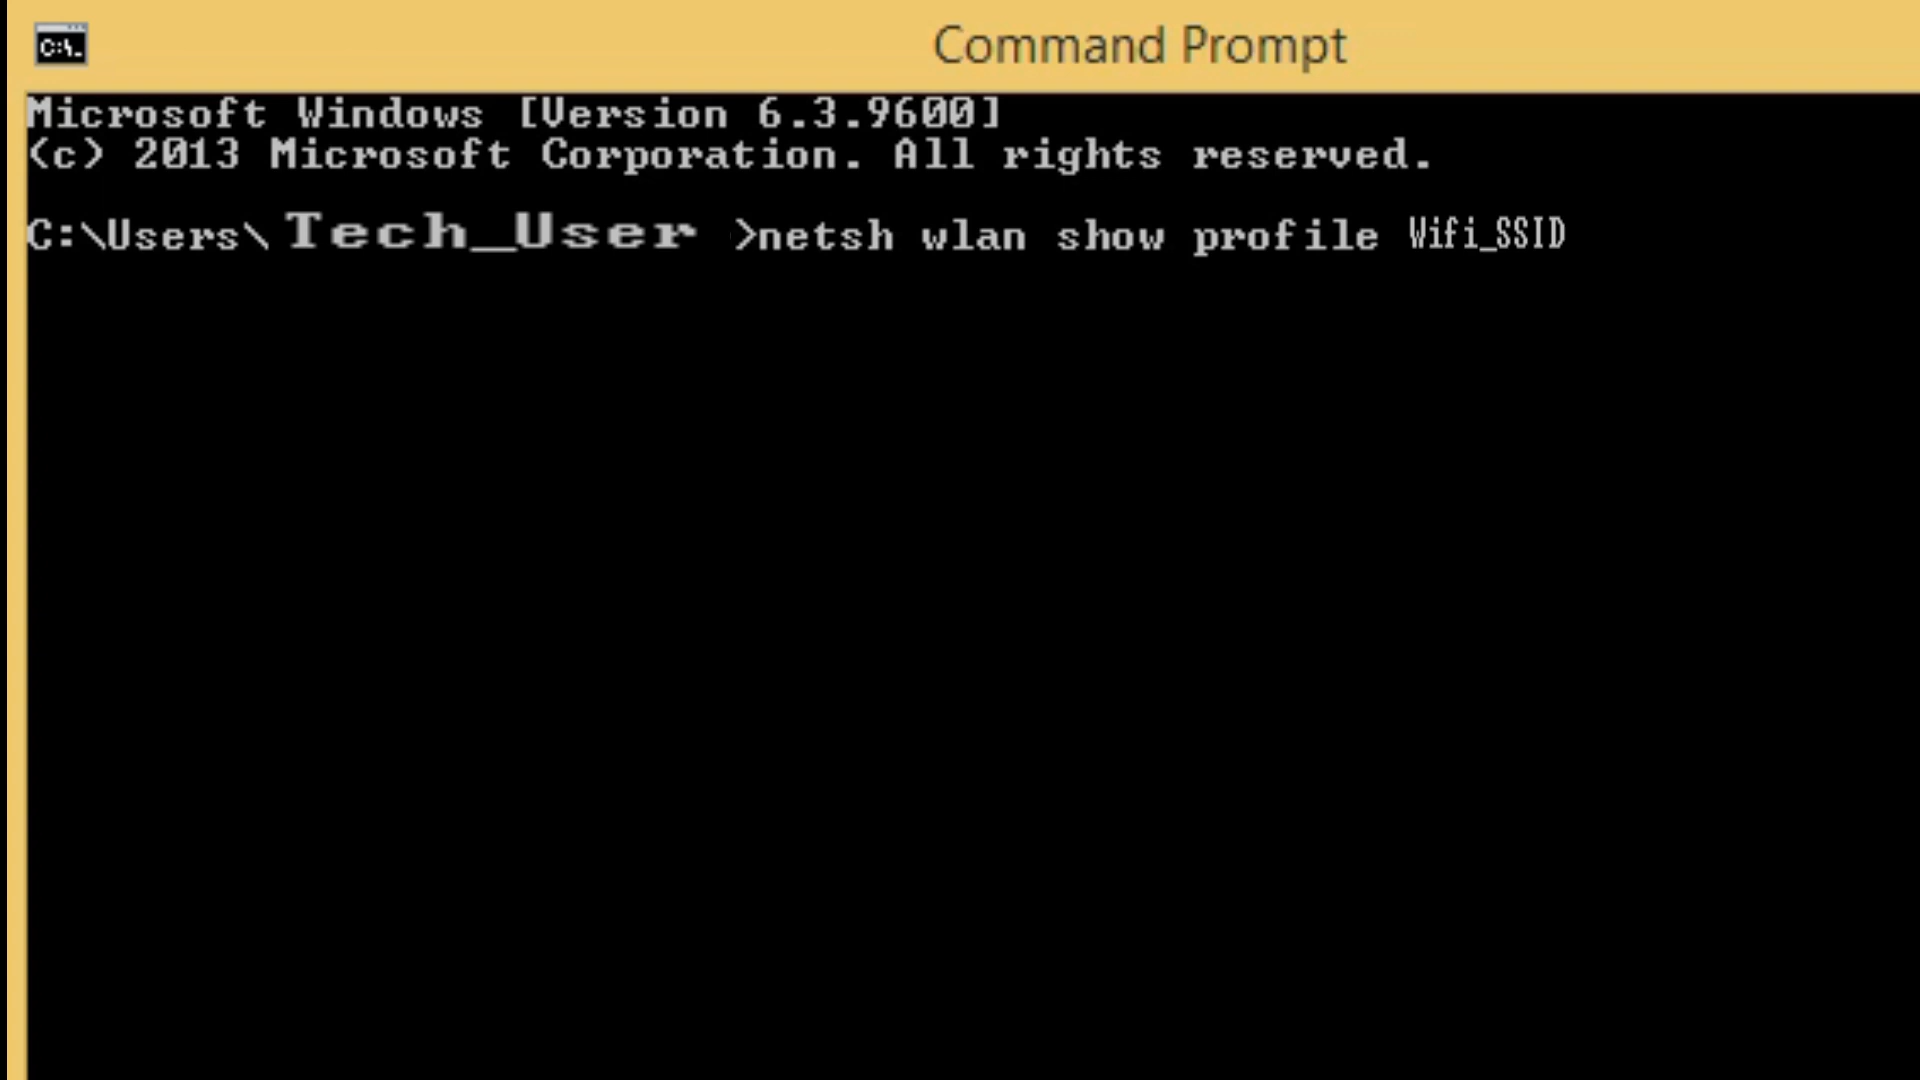 C:\.
Command Prompt
Microsoft Windows [Version 6.3.9600]
(c) 2013 Microsoft Corporation. All rights reserved.
C:\Users\Tech_User >netsh wlan show profile Wifi_SSID